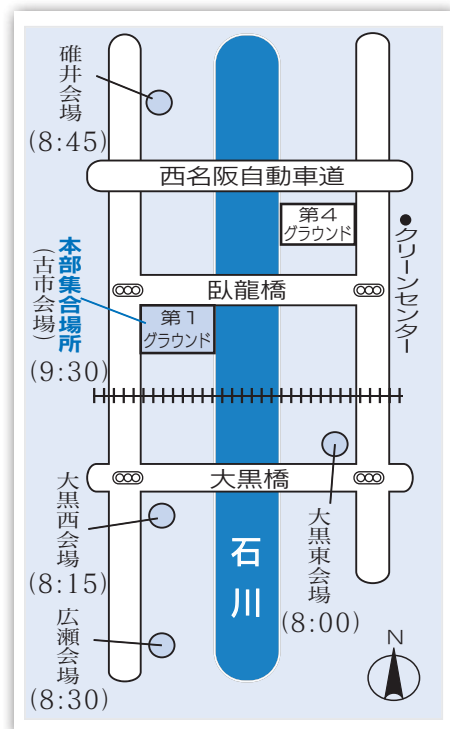 碓井会場
(8:45)
西名阪自動車道
第4
グラウンド
●クリーンセンター
臥龍橋
本部集合場所
(古市会場)
(9:30)
第1
グラウンド
大黒橋
大黒西会場
(8:15)
石川
大黒東会場
(8:00)
広瀬会場
(8:30)
N